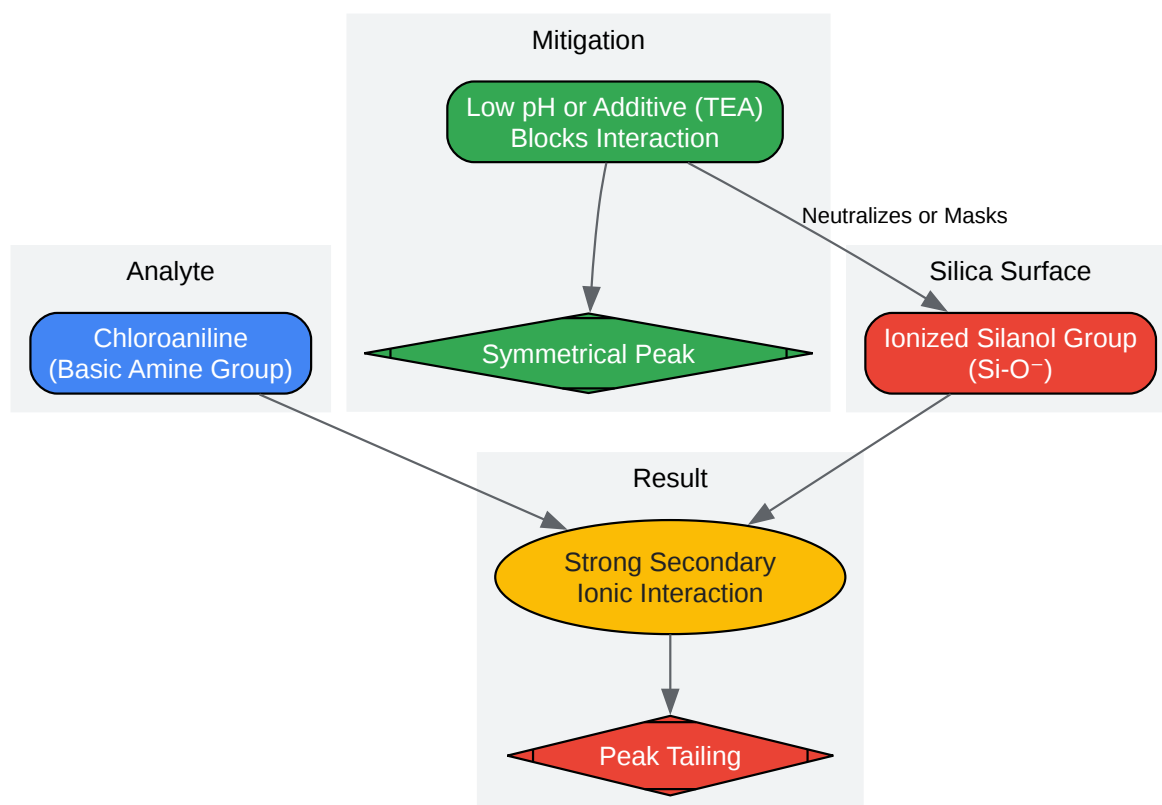 Mitigation
Low pH or Additive (TEA)
Blocks Interaction
Neutralizes or Masks
Analyte
Silica Surface
Chloroaniline
(Basic Amine Group)
Symmetrical Peak
Ionized Silanol Group
(Si-O⁻)
Result
Strong Secondary
Ionic Interaction
Peak Tailing